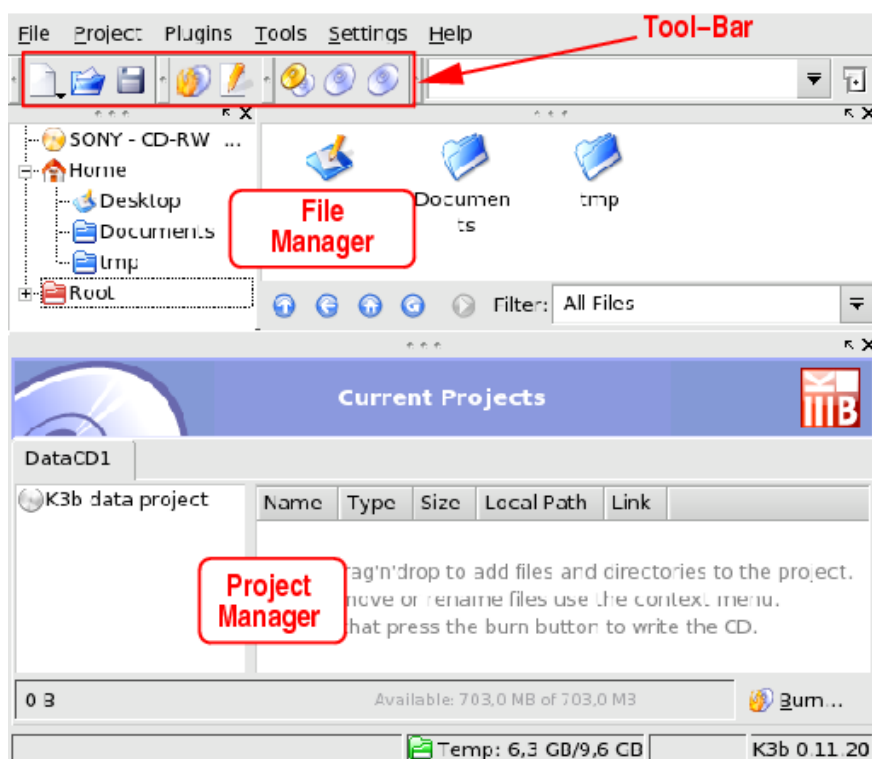 File Project Plugins Tools Settings Help
Tool-Bar
SONY - CD-RW ...
Home
Desktop
Documents
tmp
Root
File
Manager
Documen
ts
tmp
Filter: All Files
Current Projects
K3B
DataCD1
K3b data project
Name Type Size Local Path Link
Project
Manager
rag'n'drop to add files and directories to the project.
move or rename files use the context menu.
that press the burn button to write the CD.
0 B
Available: 703,0 MB of 703,0 MB
Burn...
Temp: 6,3 GB/9,6 GB
K3b 0.11.20